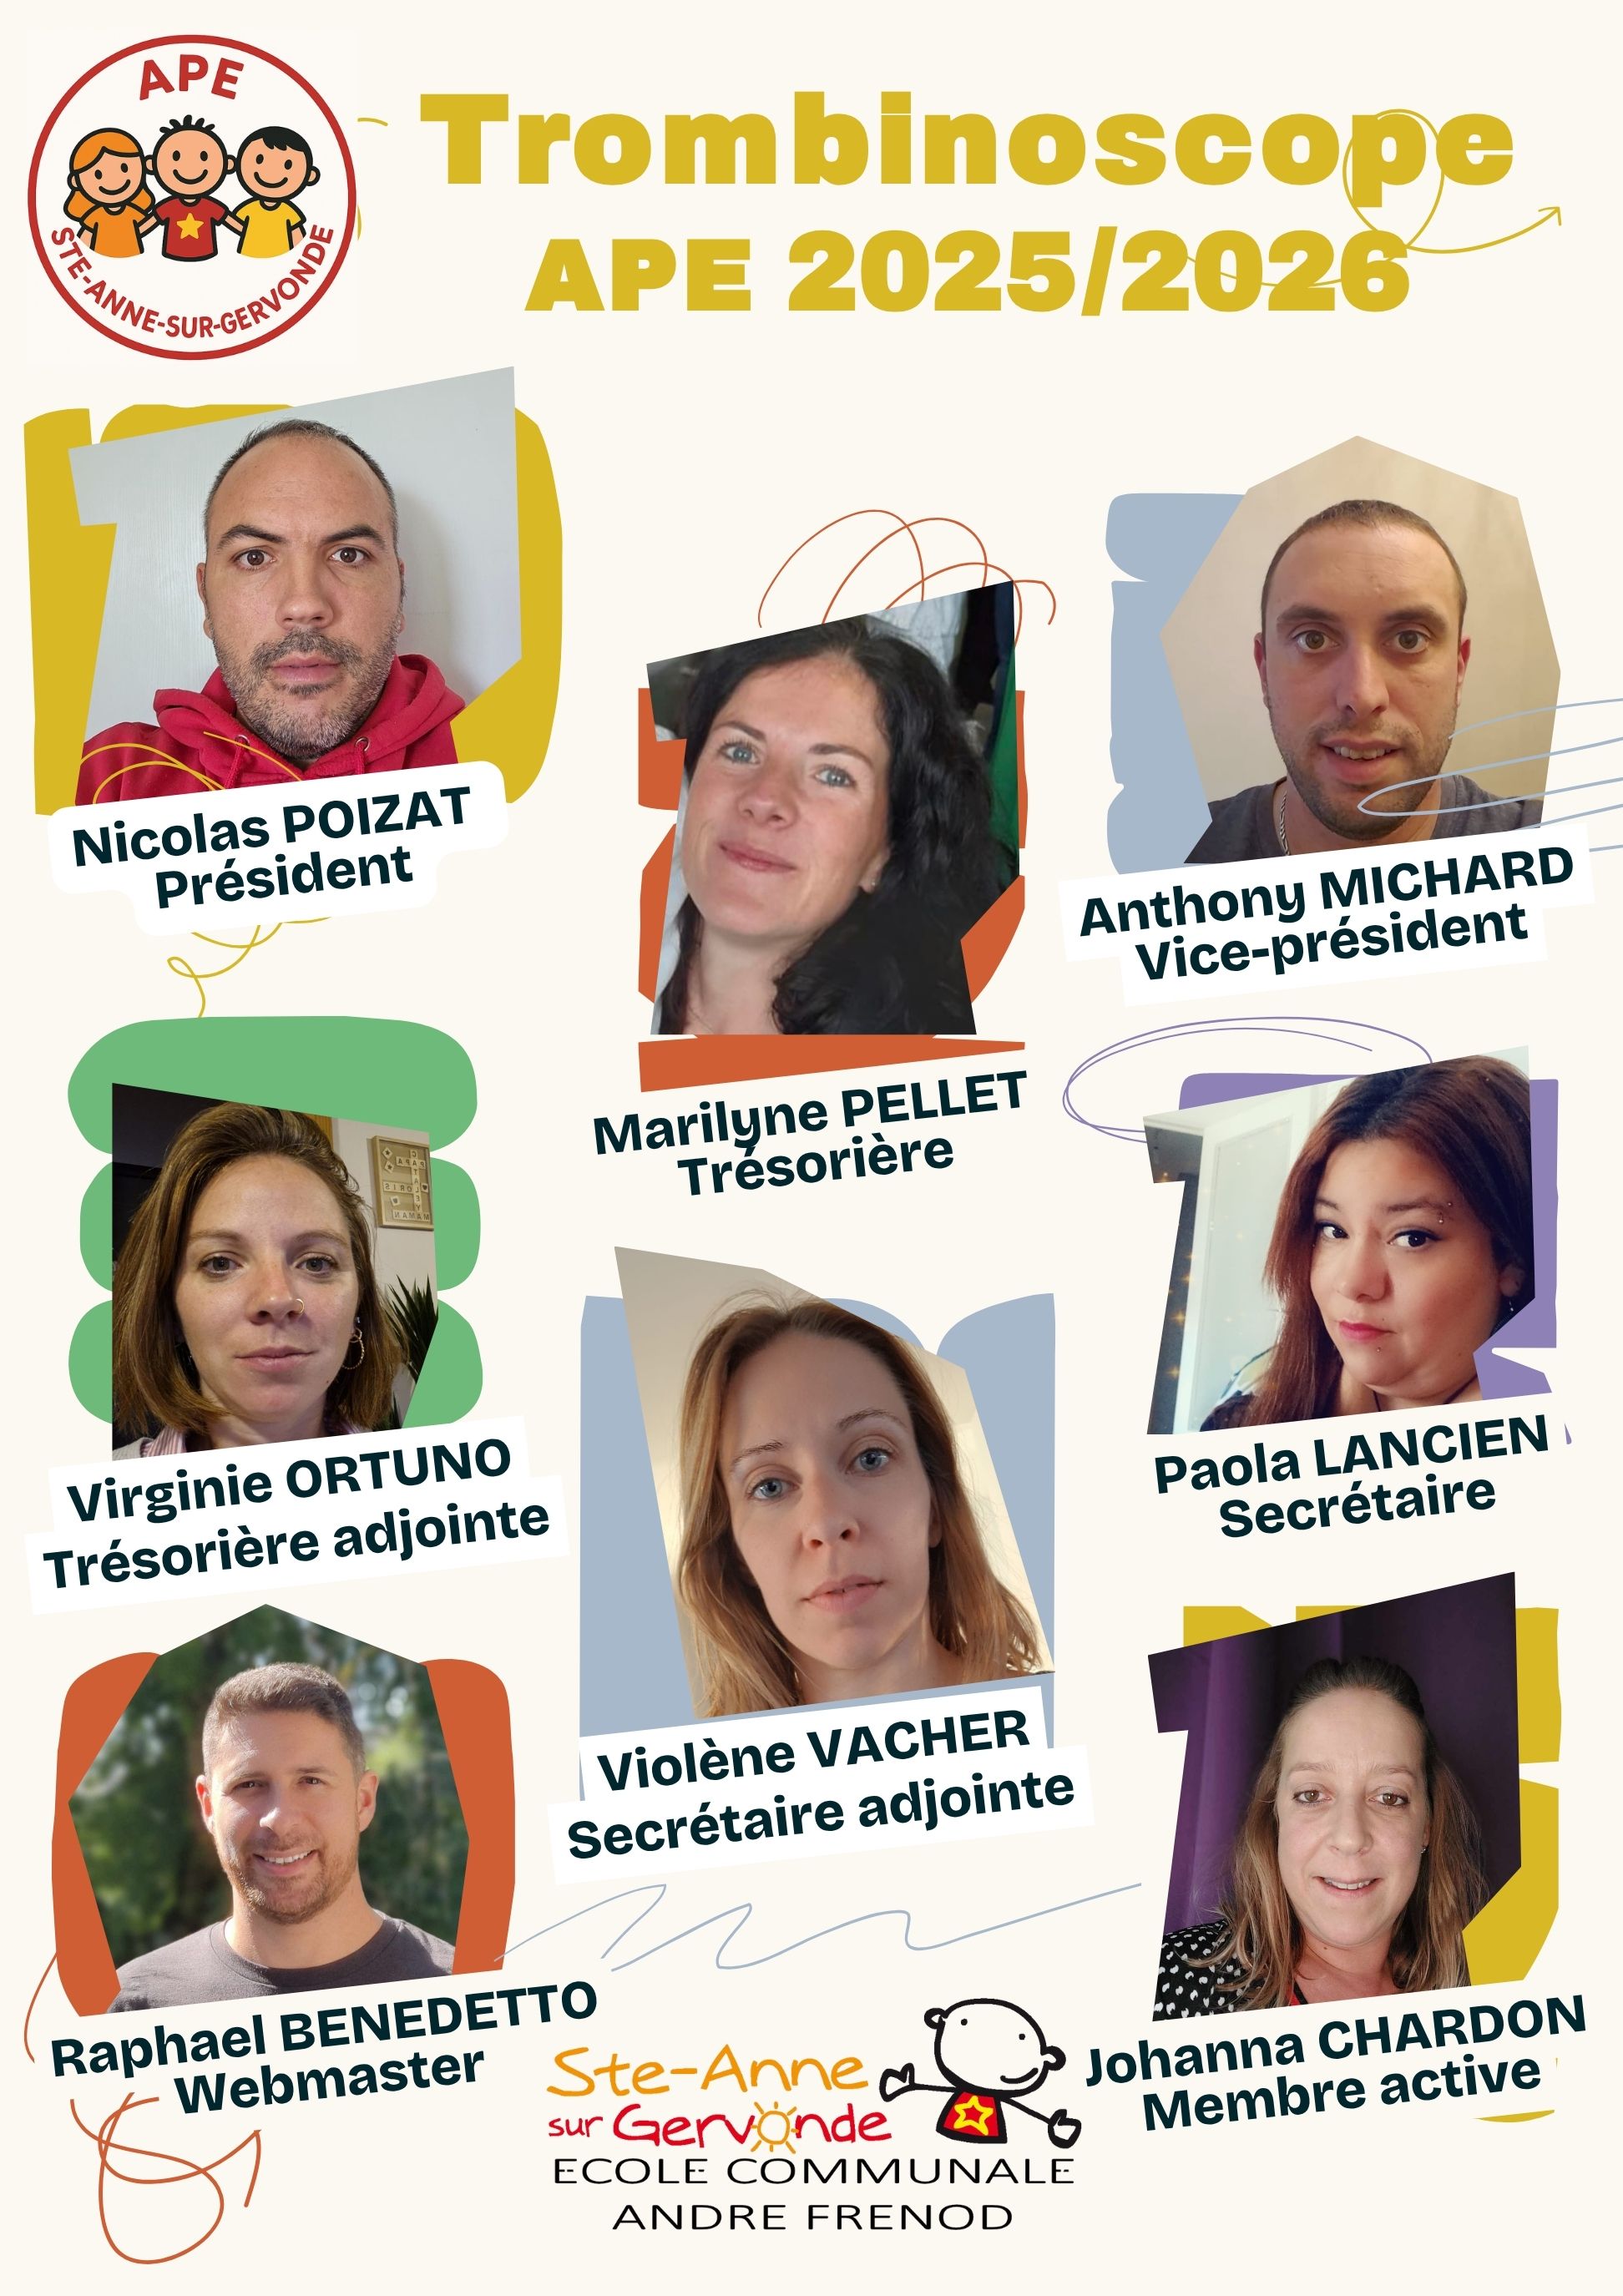 APE
STE-ANNE-SUR-GERVONDE
Trombinoscope
APE 2025/2026
Nicolas POIZAT
Président
Anthony MICHARD
Vice-président
Marilyne PELLET
Trésorière
Virginie ORTUNO
Trésorière adjointe
Paola LANCIEN
Secrétaire
Violène VACHER
Secrétaire adjointe
Raphael BENEDETTO
Webmaster
Johanna CHARDON
Membre active
Ste-Anne
sur Gervonde
ECOLE COMMUNALE
ANDRE FRENOD